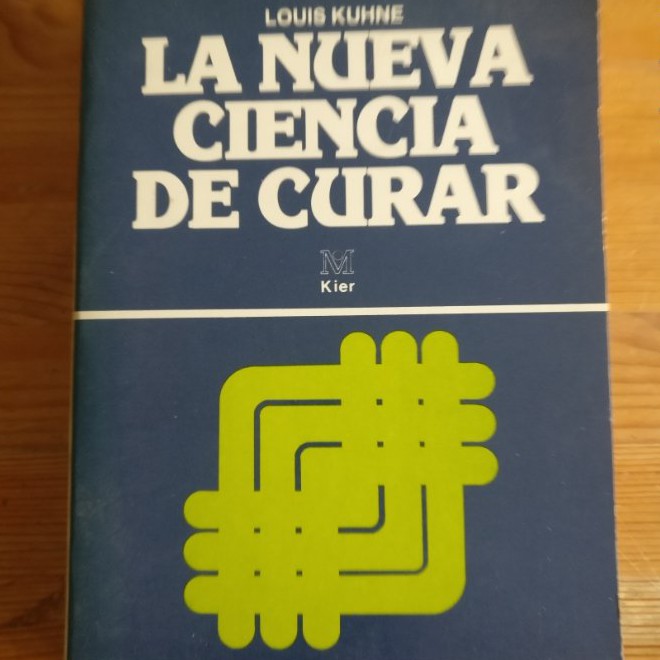 LOUIS KUHNE
LA NUEVA
CIENCIA
DE CURAR
Kier